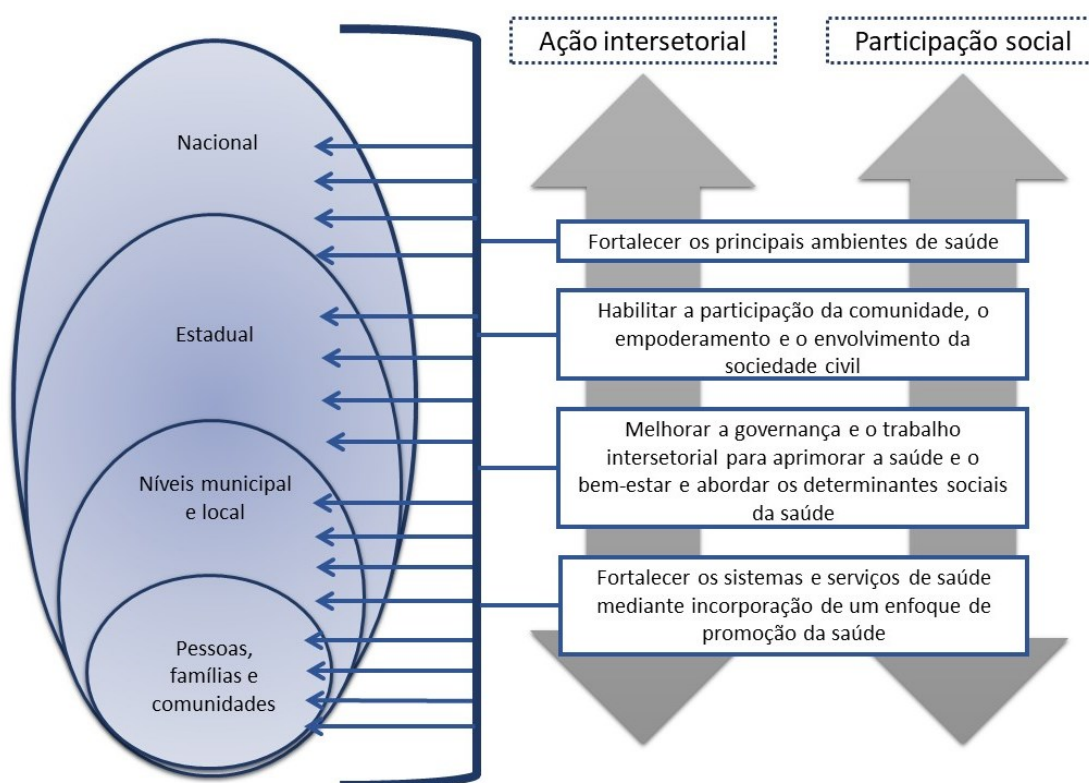 Ação intersetorial
Participação social
Nacional
Estadual
Níveis municipal
e local
Pessoas,
famílias e
comunidades
Fortalecer os principais ambientes de saúde
Habilitar a participação da comunidade, o
empoderamento e o envolvimento da
sociedade civil
Melhorar a governança e o trabalho
intersetorial para aprimorar a saúde e o
bem-estar e abordar os determinantes sociais
da saúde
Fortalecer os sistemas e serviços de saúde
mediante incorporação de um enfoque de
promoção da saúde